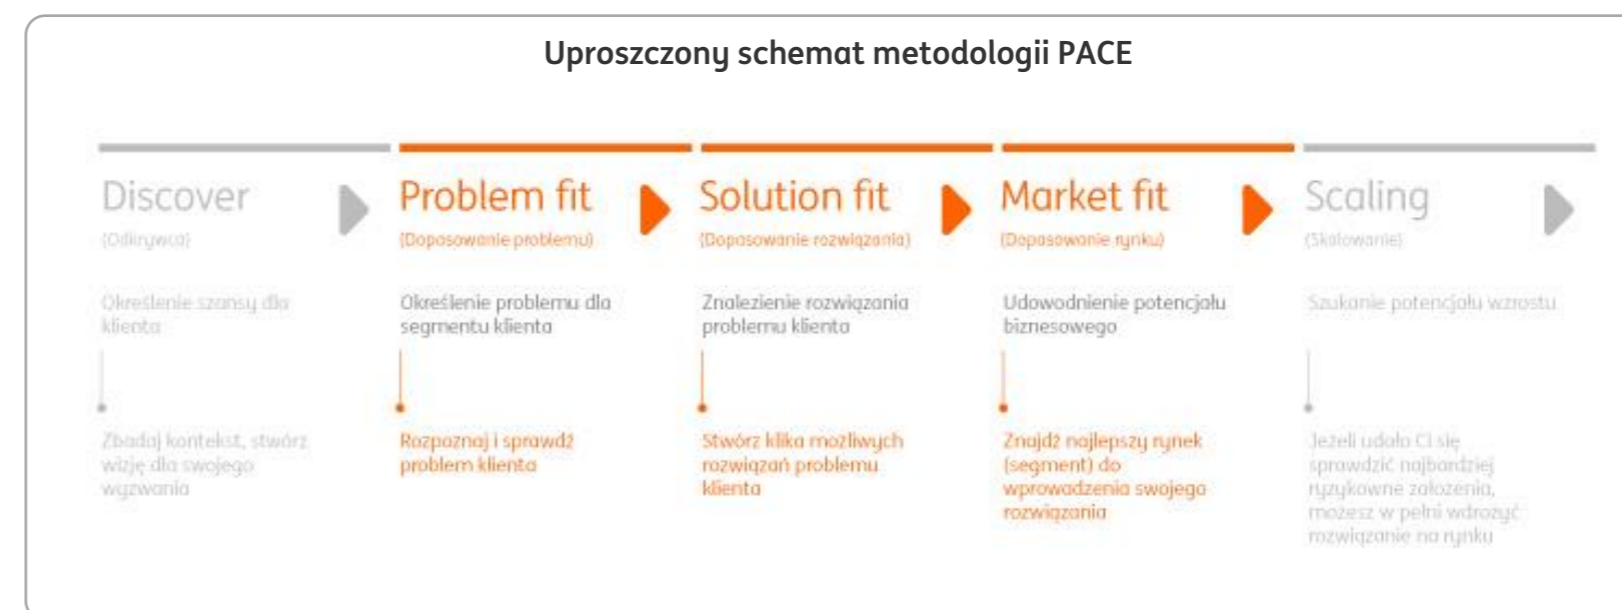 Uproszczony schemat metodologii PACE
Discover
(Odkrywca)
Określenie szansy dla
klienta
Zbadaj kontekst, stwórz
wizję dla swojego
wyzwania
Problem fit
(Dopasowanie problemu)
Określenie problemu dla
segmentu klienta
Rozpoznaj i sprawdź
problem klienta
Solution fit
(Dopasowanie rozwiązania)
Znalezienie rozwiązania
problemu klienta
Stwórz klika możliwych
rozwiązań problemu
klienta
Market fit
(Dopasowanie rynku)
Udowodnienie potencjału
biznesowego
Znajdź najlepszy rynek
(segment) do
wprowadzenia swojego
rozwiązania
Scaling
(Skalowanie)
Szukanie potencjału wzrostu
Jeżeli udało Ci się
sprawdzić najbardziej
ryzykowne założenia,
możesz w pełni wdrożyć
rozwiązanie na rynku